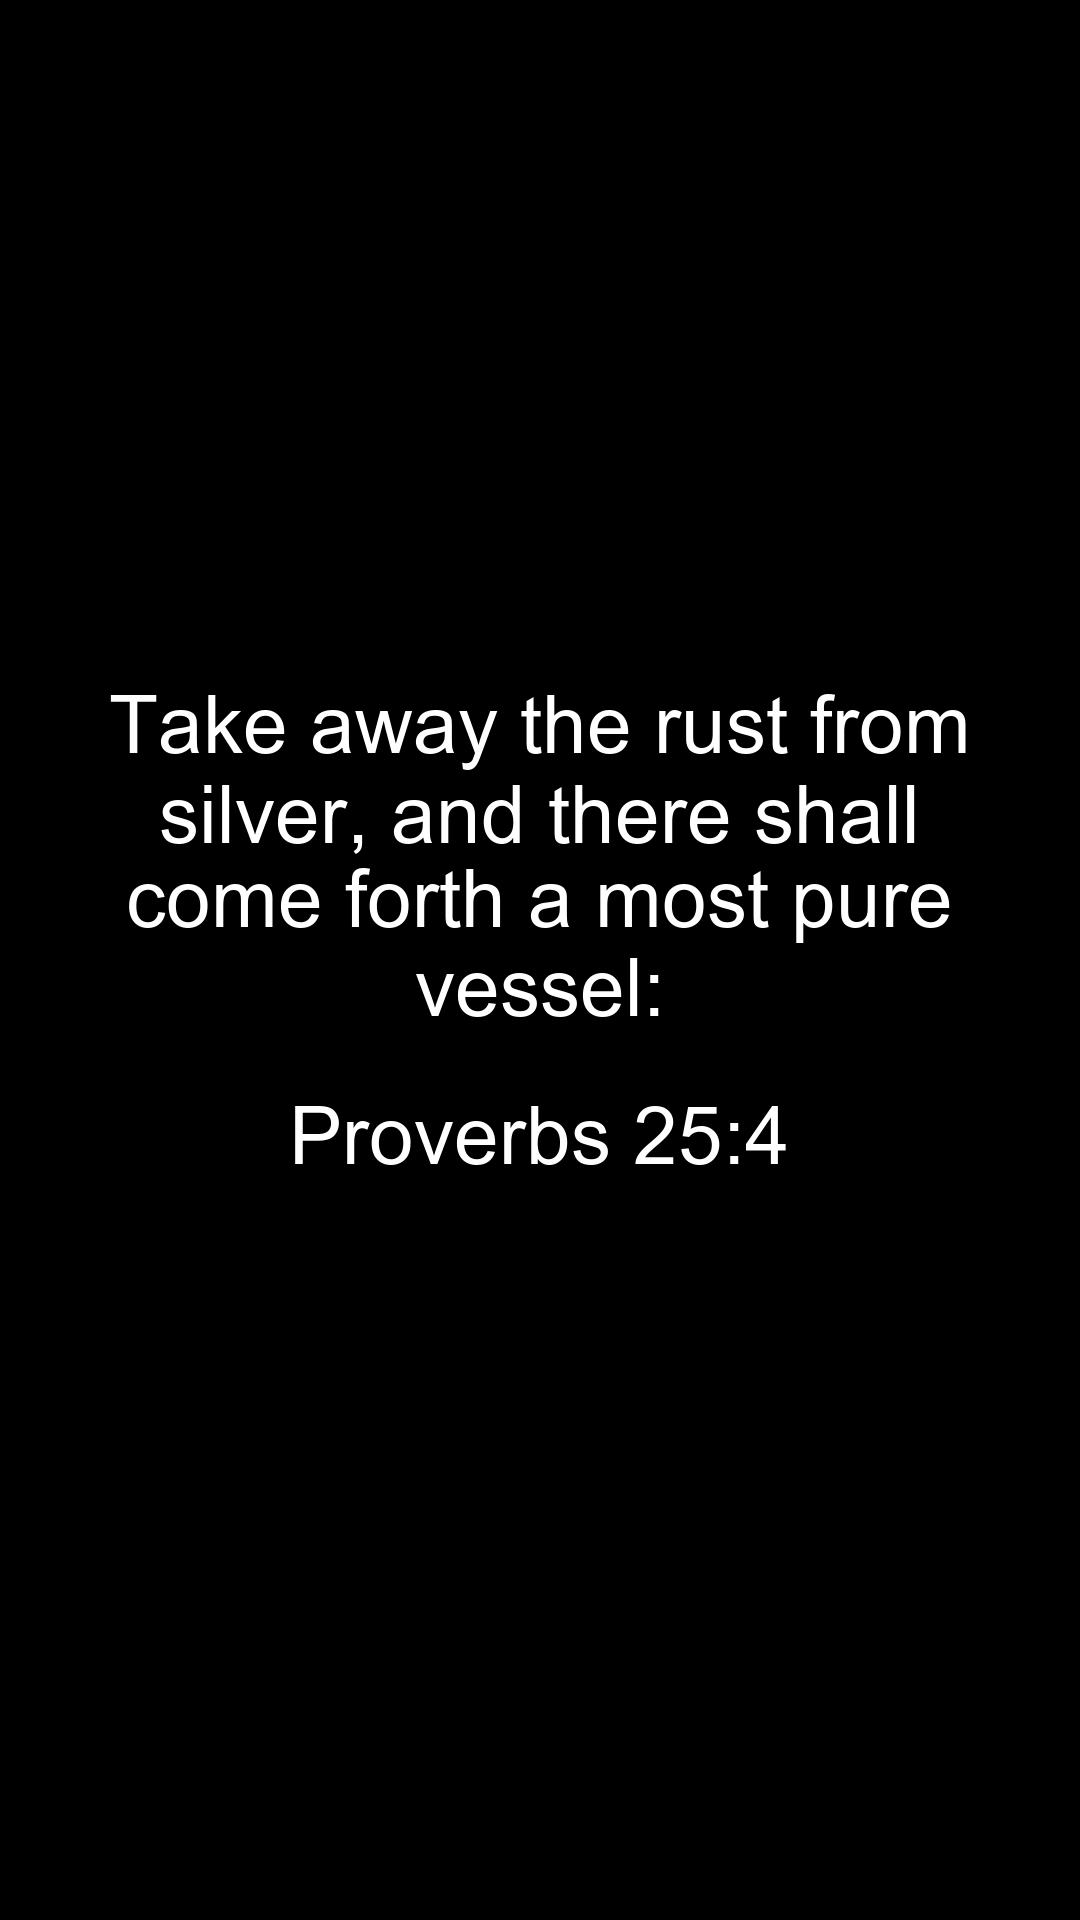 Take away the rust from
silver, and there shall
come forth a most pure
vessel:
Proverbs 25:4